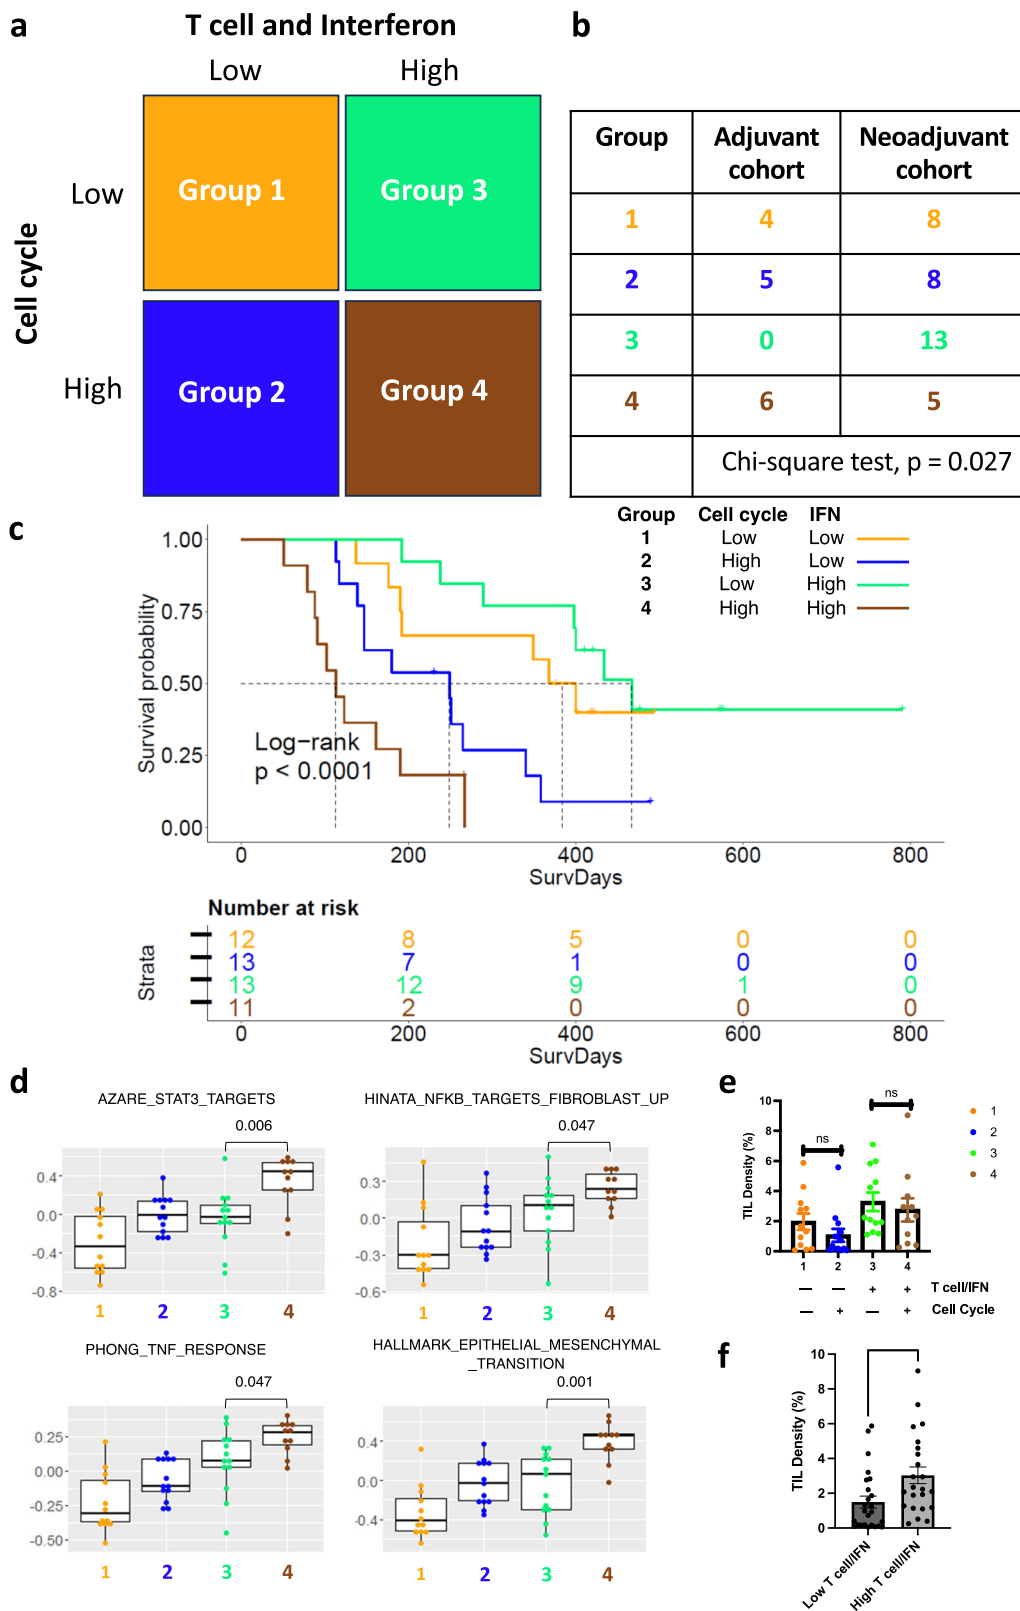 a
T cell and Interferon
Low
High
Cell cycle
Low
Group 1
Group 3
High
Group 2
Group 4
b
Group
Adjuvant cohort
Neoadjuvant cohort
1 4 8
2 5 8
3 0 13
4 6 5
Chi-square test, p = 0.027
c
Group Cell cycle IFN
1 Low Low
2 High Low
3 Low High
4 High High
Survival probability
1.00
0.75
0.50
0.25
0.00
Log-rank
p < 0.0001
0 200 400 600 800
SurvDays
Number at risk
Strata
12 8 5 0 0
13 7 1 0 0
13 12 9 1 0
11 2 0 0 0
0 200 400 600 800
SurvDays
d
AZARE_STAT3_TARGETS
0.006
0.4
0.0
-0.4
-0.8
1 2 3 4
HINATA_NFKB_TARGETS_FIBROBLAST_UP
0.047
0.3
0.0
-0.3
-0.6
1 2 3 4
PHONG_TNF_RESPONSE
0.047
0.25
0.00
-0.25
-0.50
1 2 3 4
HALLMARK_EPITHELIAL_MESENCHYMAL
_TRANSITION
0.001
0.4
0.0
-0.4
1 2 3 4
e
TIL Density (%)
10
8
6
4
2
0
ns
ns
1
2
3
4
1 2 3 4
— — + + T cell/IFN
— + — + Cell Cycle
f
TIL Density (%)
10
8
6
4
2
0
Low T cell/IFN
High T cell/IFN